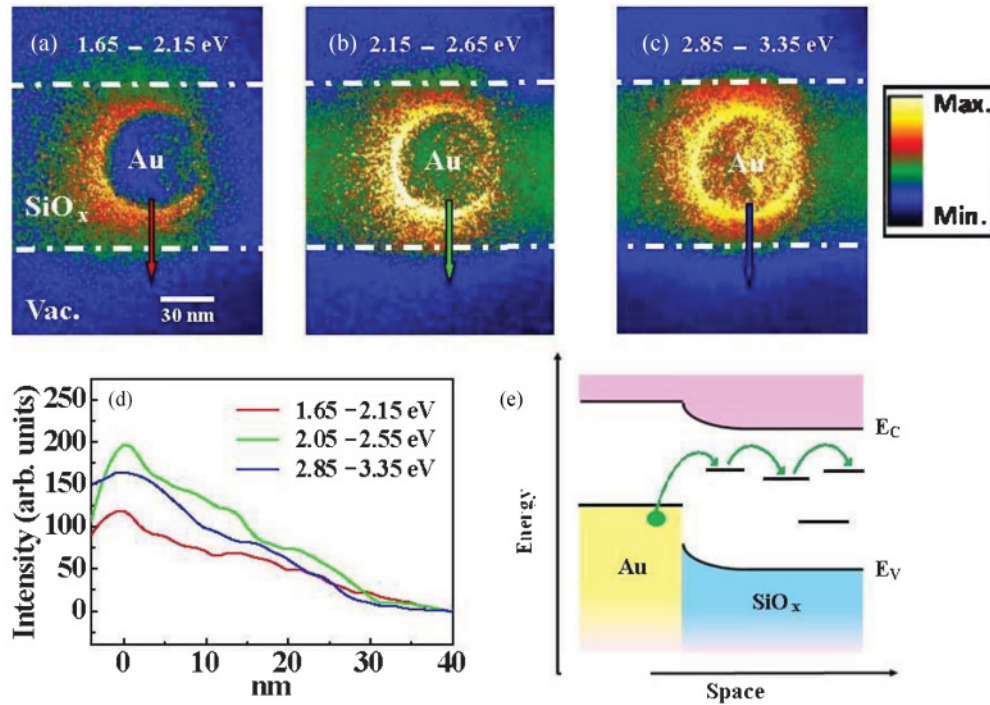 (a) 1.65 – 2.15 eV
Au
SiOx
Vac.
30 nm
(b) 2.15 – 2.65 eV
Au
(c) 2.85 – 3.35 eV
Au
Max.
Min.
(d)
Intensity (arb. units)
250
200
150
100
50
0
1.65 – 2.15 eV
2.05 – 2.55 eV
2.85 – 3.35 eV
0 10 20 30 40
nm
(e)
Energy
EC
Au
EV
SiOx
Space